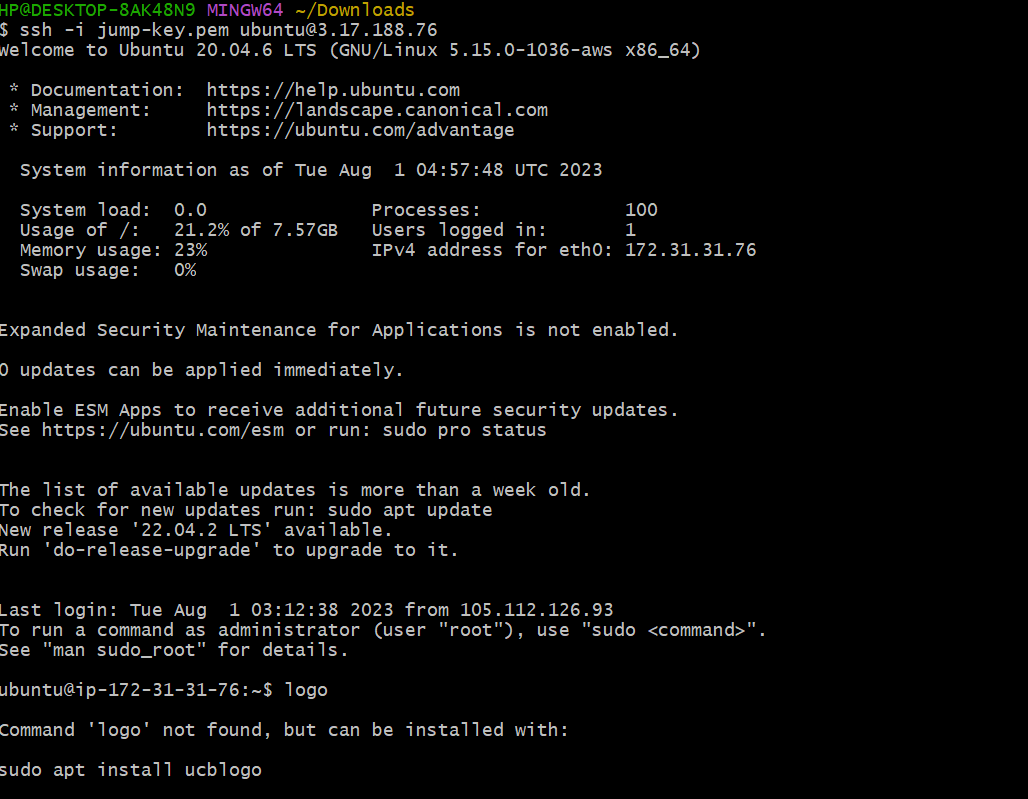 HP@DESKTOP-8AK48N9 MINGW64 ~/Downloads
$ ssh -i jump-key.pem ubuntu@3.17.188.76
Welcome to Ubuntu 20.04.6 LTS (GNU/Linux 5.15.0-1036-aws x86_64)
* Documentation:  https://help.ubuntu.com
* Management:     https://landscape.canonical.com
* Support:        https://ubuntu.com/advantage
System information as of Tue Aug  1 04:57:48 UTC 2023
System load:  0.0               Processes:             100
Usage of /:   21.2% of 7.57GB   Users logged in:       1
Memory usage: 23%               IPv4 address for eth0: 172.31.31.76
Swap usage:   0%
Expanded Security Maintenance for Applications is not enabled.
0 updates can be applied immediately.
Enable ESM Apps to receive additional future security updates.
See https://ubuntu.com/esm or run: sudo pro status
The list of available updates is more than a week old.
To check for new updates run: sudo apt update
New release '22.04.2 LTS' available.
Run 'do-release-upgrade' to upgrade to it.
Last login: Tue Aug  1 03:12:38 2023 from 105.112.126.93
To run a command as administrator (user "root"), use "sudo <command>".
See "man sudo_root" for details.
ubuntu@ip-172-31-31-76:~$ logo
Command 'logo' not found, but can be installed with:
sudo apt install ucblogo